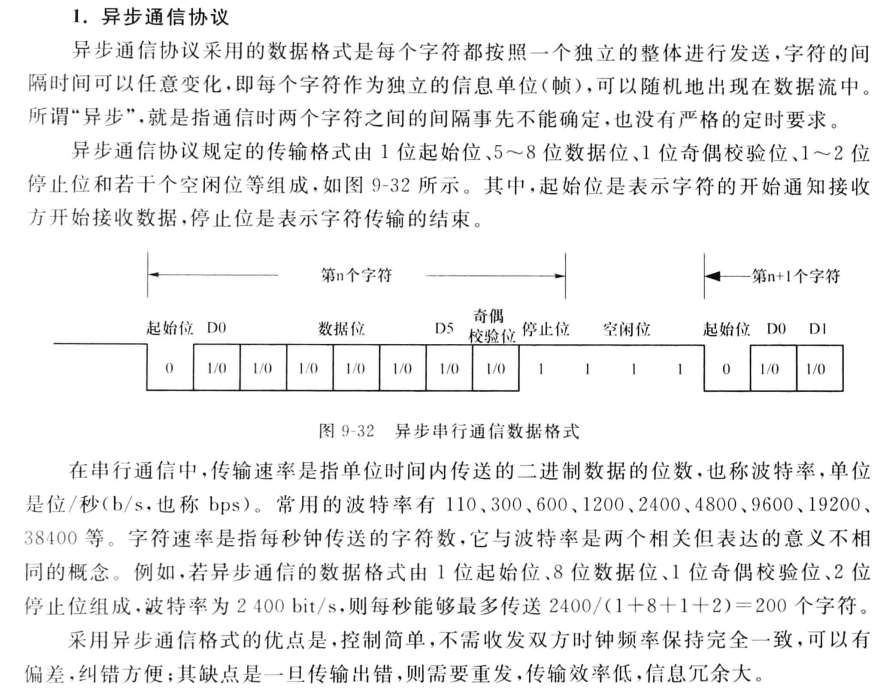 1. 异步通信协议
异步通信协议采用的数据格式是每个字符都按照一个独立的整体进行发送,字符的间
隔时间可以任意变化,即每个字符作为独立的信息单位(帧),可以随机地出现在数据流中。
所谓“异步”,就是指通信时两个字符之间的间隔事先不能确定,也没有严格的定时要求。
异步通信协议规定的传输格式由 1 位起始位、5～8 位数据位、1 位奇偶校验位、1～2 位
停止位和若干个空闲位等组成,如图 9-32 所示。其中,起始位是表示字符的开始通知接收
方开始接收数据,停止位是表示字符传输的结束。
第n个字符 第n+1个字符
起始位 D0 数据位 D5 奇偶校验位 停止位 空闲位 起始位 D0 D1
0 1/0 1/0 1/0 1/0 1/0 1/0 1/0 1 1 1 1 0 1/0 1/0
图 9-32 异步串行通信数据格式
在串行通信中,传输速率是指单位时间内传送的二进制数据的位数,也称波特率,单位
是位/秒(b/s,也称 bps)。常用的波特率有 110、300、600、1200、2400、4800、9600、19200、
38400 等。字符速率是指每秒钟传送的字符数,它与波特率是两个相关但表达的意义不相
同的概念。例如,若异步通信的数据格式由 1 位起始位、8 位数据位、1 位奇偶校验位、2 位
停止位组成,波特率为 2 400 bit/s,则每秒能够最多传送 2400/(1+8+1+2)=200 个字符。
采用异步通信格式的优点是,控制简单,不需收发双方时钟频率保持完全一致,可以有
偏差,纠错方便;其缺点是一旦传输出错,则需要重发,传输效率低,信息冗余大。